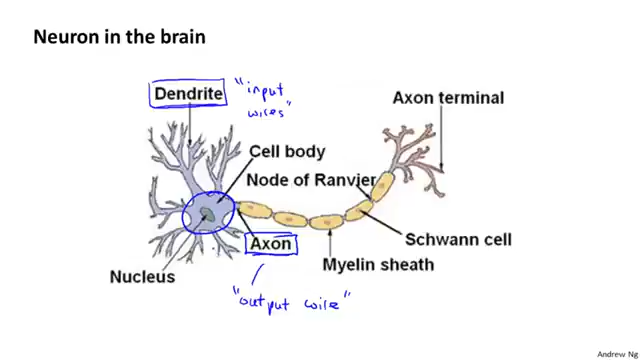 Neuron in the brain
Dendrite
"input
wires"
Axon terminal
Cell body
Node of Ranvier
Axon
Schwann cell
Myelin sheath
Nucleus
"output wire"
Andrew Ng